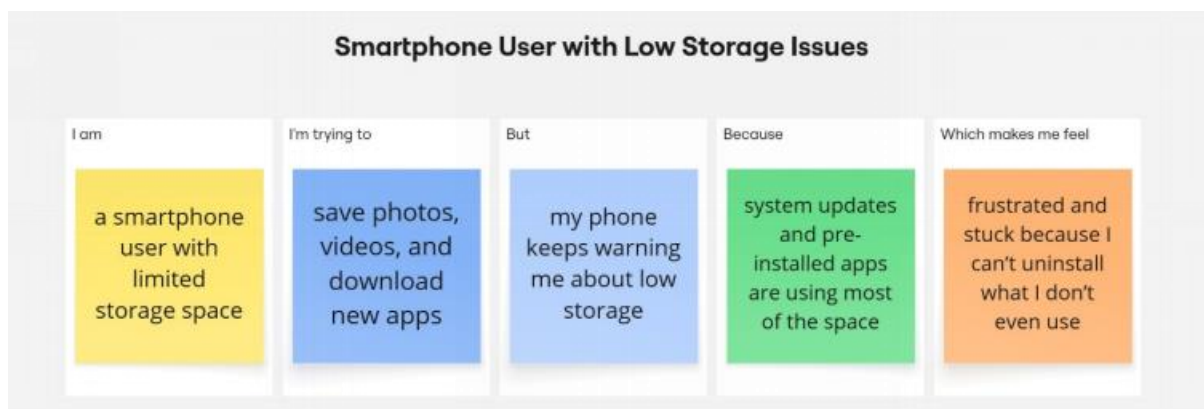 Smartphone User with Low Storage Issues
I am
a smartphone
user with
limited
storage space
I'm trying to
save photos,
videos, and
download
new apps
But
my phone
keeps warning
me about low
storage
Because
system updates
and pre-
installed apps
are using most
of the space
Which makes me feel
frustrated and
stuck because I
can't uninstall
what I don't
even use